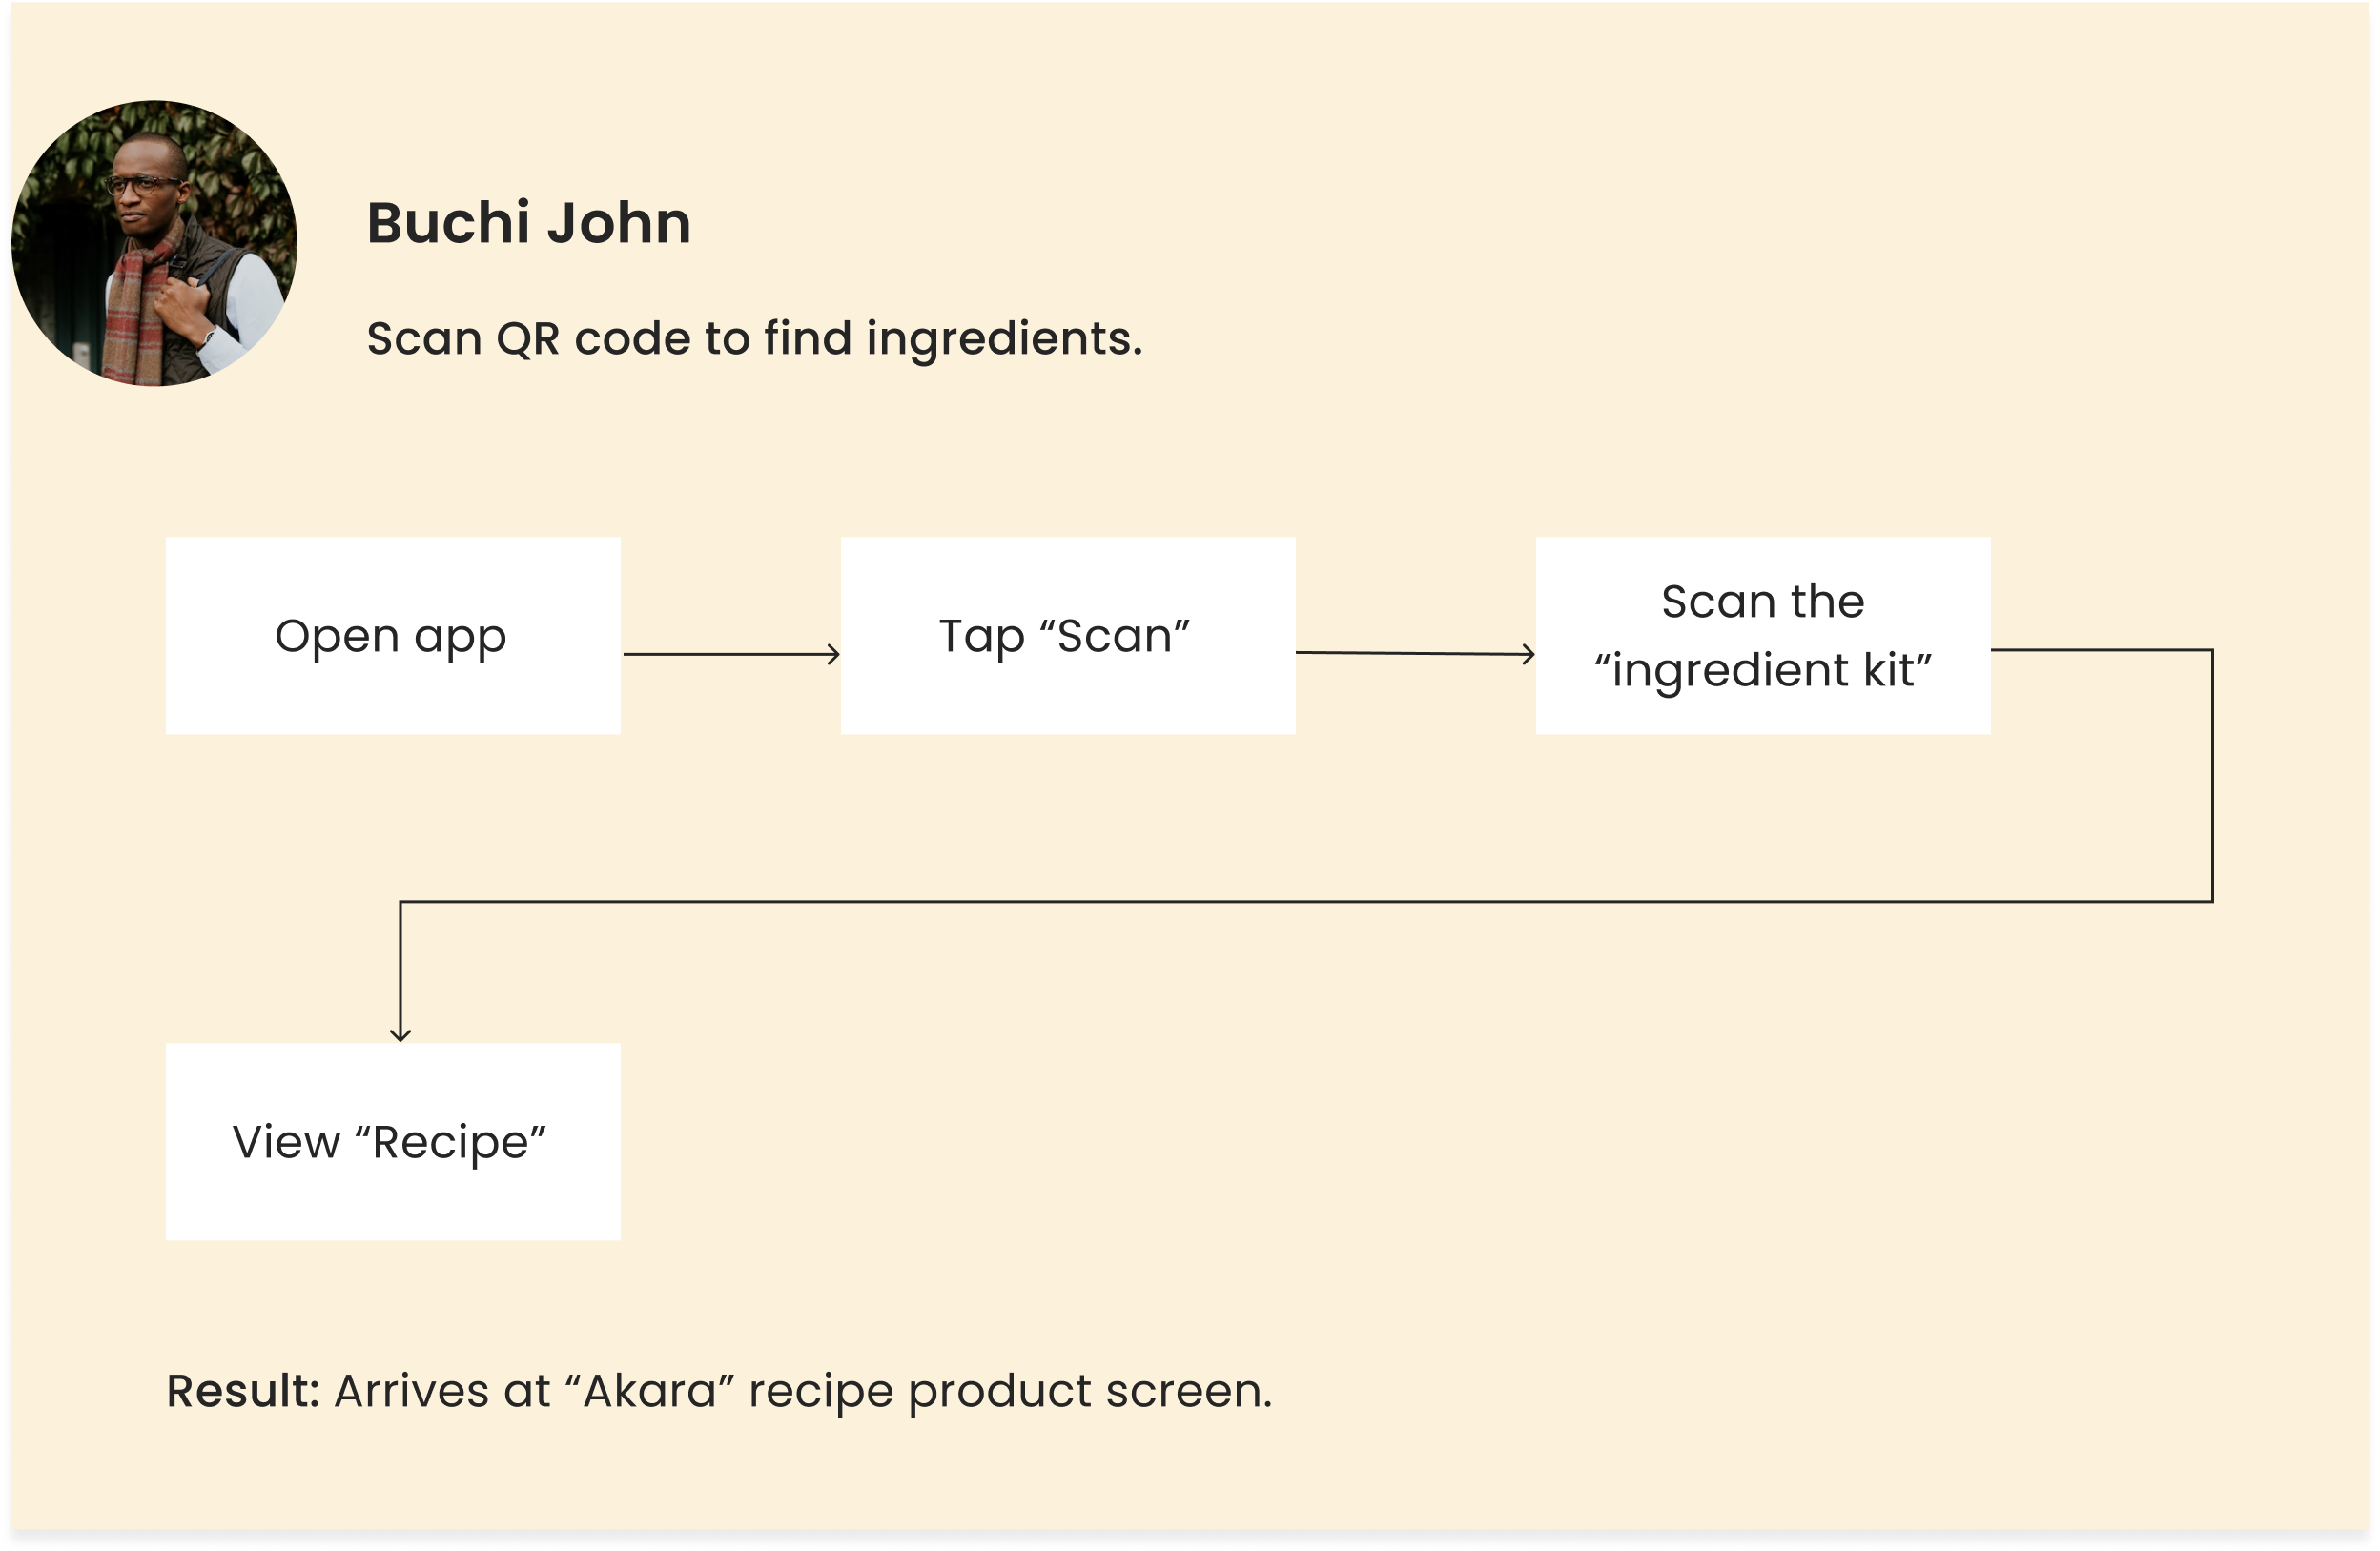 Buchi John
Scan QR code to find ingredients.
Open app
Tap “Scan”
Scan the
“ingredient kit”
View “Recipe”
Result: Arrives at “Akara” recipe product screen.